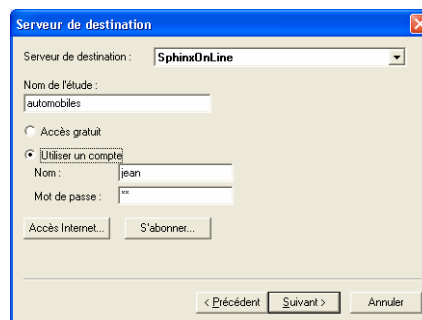 Serveur de destination
Serveur de destination : SphinxOnLine
Nom de l'étude :
automobiles
Accès gratuit
Utiliser un compte
Nom : jean
Mot de passe : **
Accès Internet... S'abonner...
< Précédent Suivant > Annuler